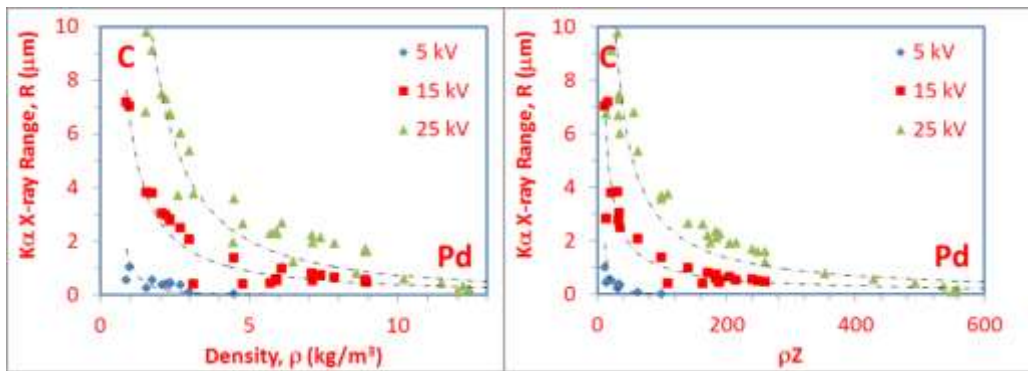 Kα X-ray Range, R (μm)
10
8
6
4
2
0
C
5 kV
15 kV
25 kV
Pd
0
5
10
Density, ρ (kg/m³)
Kα X-ray Range, R (μm)
10
8
6
4
2
0
C
5 kV
15 kV
25 kV
Pd
0
200
400
600
ρZ